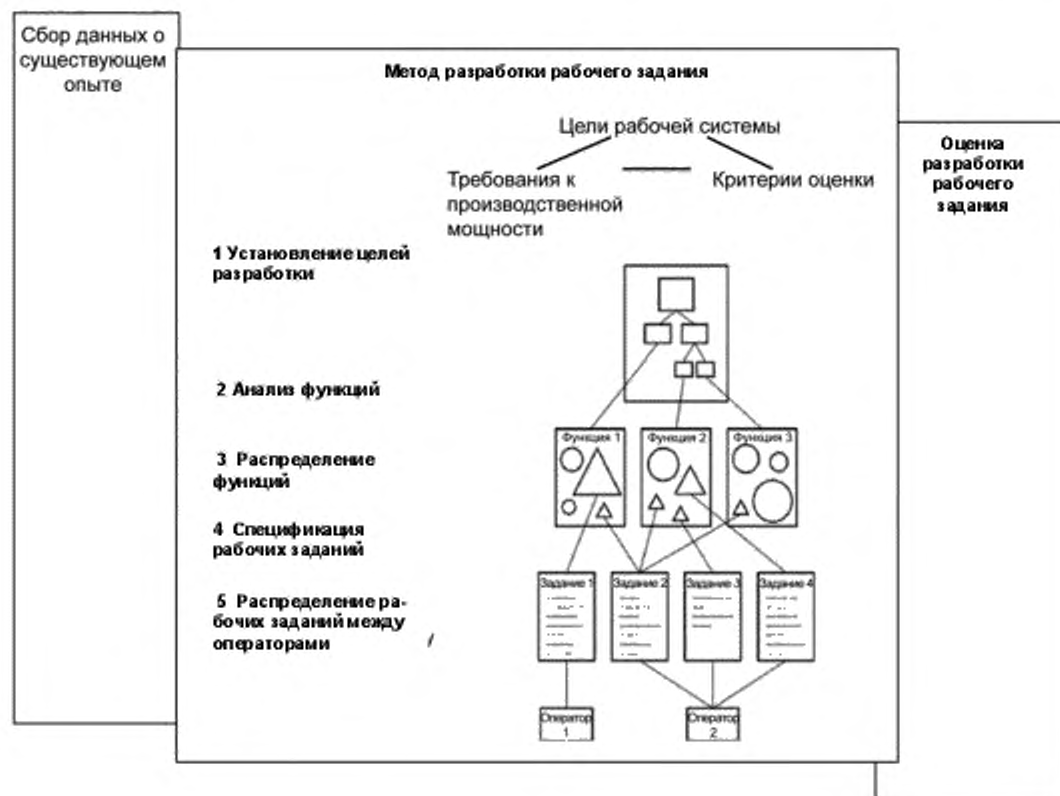 Сбор данных о
существующем
опыте
Метод разработки рабочего задания
Цели рабочей системы
Требования к
производственной
мощности
Критерии оценки
Оценка
разработки
рабочего
задания
1 Установление целей
разработки
2 Анализ функций
3 Распределение
функций
Функция 1
Функция 2
Функция 3
4 Спецификация
рабочих заданий
Задание 1
Задание 2
Задание 3
Задание 4
5 Распределение ра-
бочих заданий между
операторами
Оператор
1
Оператор
2